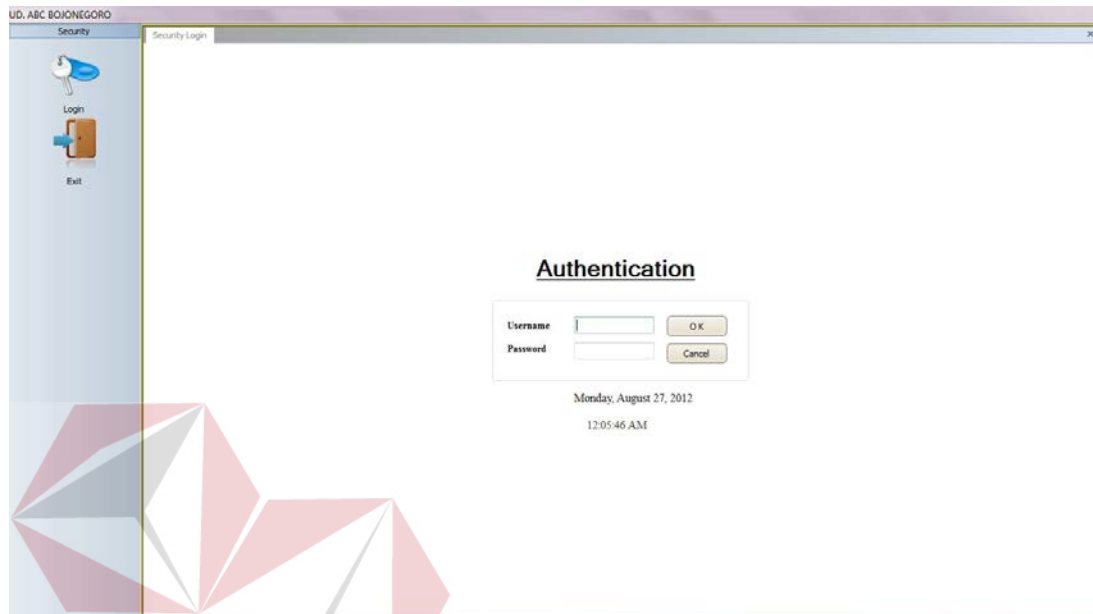 UD. ABC BOJONEGORO
Security
Security Login
Login
Exit
Authentication
Username
OK
Password
Cancel
Monday, August 27, 2012
12:05:46 AM